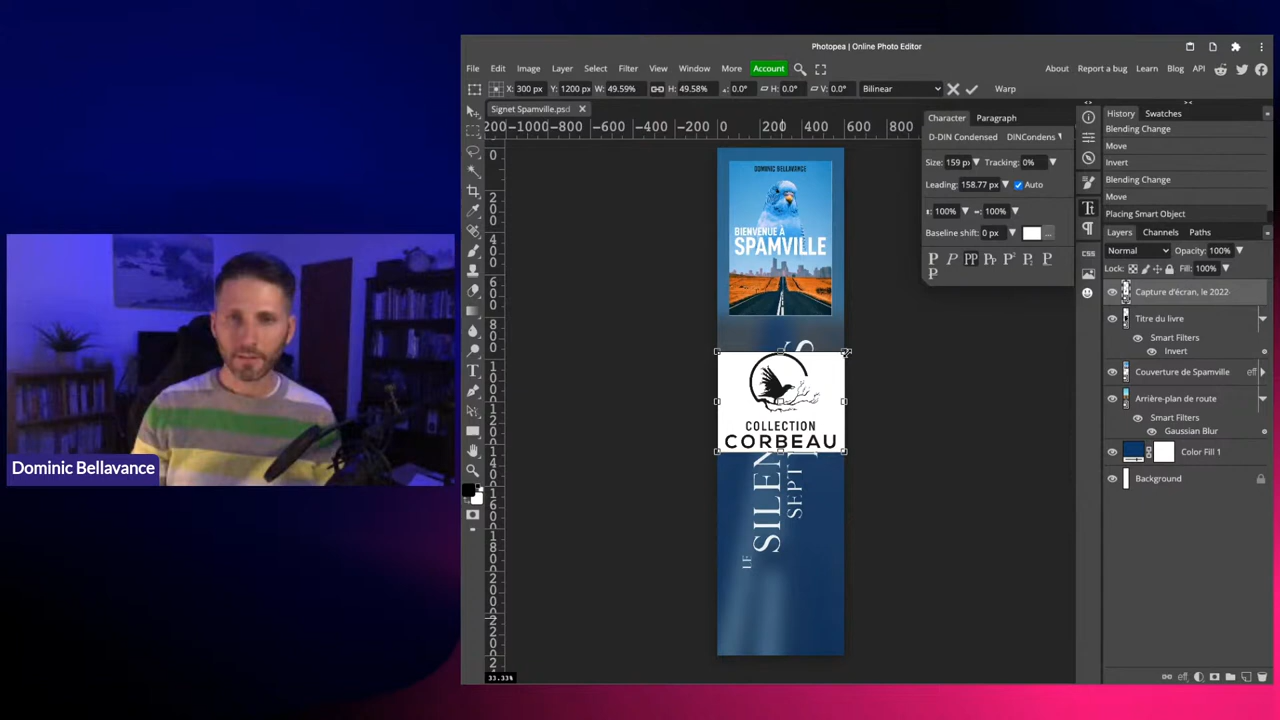 Photopea | Online Photo Editor
File Edit Image Layer Select Filter View Window More Account
About Report a bug Learn Blog API
X: 300 px Y: 1200 px W: 49.59% H: 49.58% 0.0° H: 0.0° V: 0.0° Bilinear Warp
Signet Spamville.psd
Character Paragraph
D-DIN Condensed DINCondens
Size: 159 px Tracking: 0%
Leading: 158.77 px Auto
100% 100%
Baseline shift: 0 px ...
History Swatches
Blending Change
Move
Invert
Blending Change
Move
Placing Smart Object
Layers Channels Paths
Normal Opacity: 100%
Lock: Fill: 100%
Capture d'écran, le 2022-
Titre du livre
Smart Filters
Invert
Couverture de Spamville eff
Arrière-plan de route
Smart Filters
Gaussian Blur
Color Fill 1
Background
CSS
DOMINIC BELLAVANCE
BIENVENUE À
SPAMVILLE
COLLECTION
CORBEAU
LE
SILEN
SEPT
S
Dominic Bellavance
33.33%